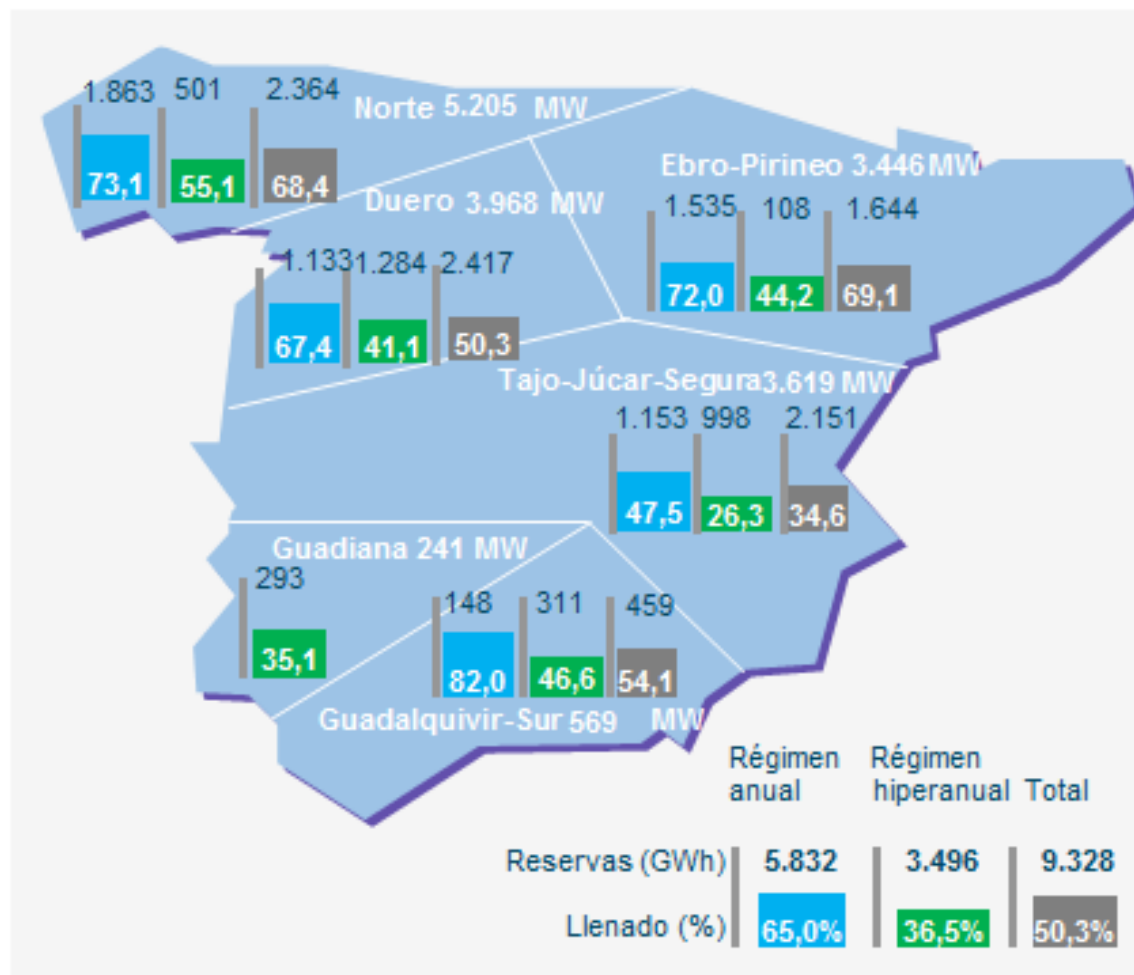 1.863 501 2.364
Norte 5.205 MW
73,1 55,1 68,4
Ebro-Pirineo 3.446 MW
Duero 3.968 MW
1.535 108 1.644
72,0 44,2 69,1
1.133 1.284 2.417
67,4 41,1 50,3
Tajo-Júcar-Segura 3.619 MW
1.153 998 2.151
47,5 26,3 34,6
Guadiana 241 MW
293
35,1
148 311 459
82,0 46,6 54,1
Guadalquivir-Sur 569 MW
Régimen anual Régimen hiperanual Total
Reservas (GWh) 5.832 3.496 9.328
Llenado (%) 65,0% 36,5% 50,3%